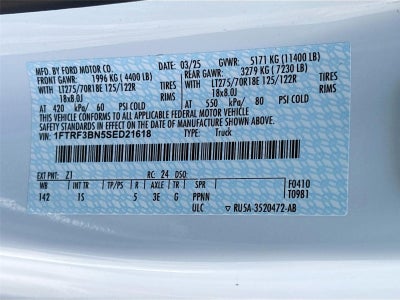 MFD. BY FORD MOTOR CO. 03/25 GVWR: 5171 KG (11400 LB)
FRONT GAWR: 1996 KG (4400 LB) REAR GAWR: 3279 KG (7230 LB)
WITH WITH
LT275/70R18E 125/122R TIRES LT275/70R18E 125/122R TIRES
18x8.0J RIMS 18x8.0J RIMS
AT 420 kPa/ 60 PSI COLD AT 550 kPa/ 80 PSI COLD
THIS VEHICLE CONFORMS TO ALL APPLICABLE FEDERAL MOTOR VEHICLE
SAFETY STANDARDS IN EFFECT ON THE DATE OF MANUFACTURE SHOWN ABOVE.
VIN: 1FTRF3BN5SED21618 TYPE: Truck
EXT PNT: Z1 RC: 24 DSO:
WB INT TR TP/PS R AXLE TR SPR F0410
142 1S 5 3E G PPNN T0981
ULC RU5A-3520472-AB